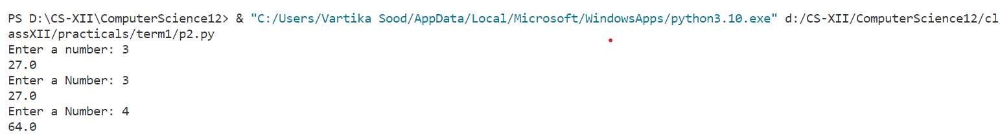 PS D:\CS-XII\ComputerScience12> & "C:/Users/Vartika Sood/AppData/Local/Microsoft/WindowsApps/python3.10.exe" d:/CS-XII/ComputerScience12/cl
assXII/practicals/term1/p2.py
Enter a number: 3
27.0
Enter a Number: 3
27.0
Enter a Number: 4
64.0